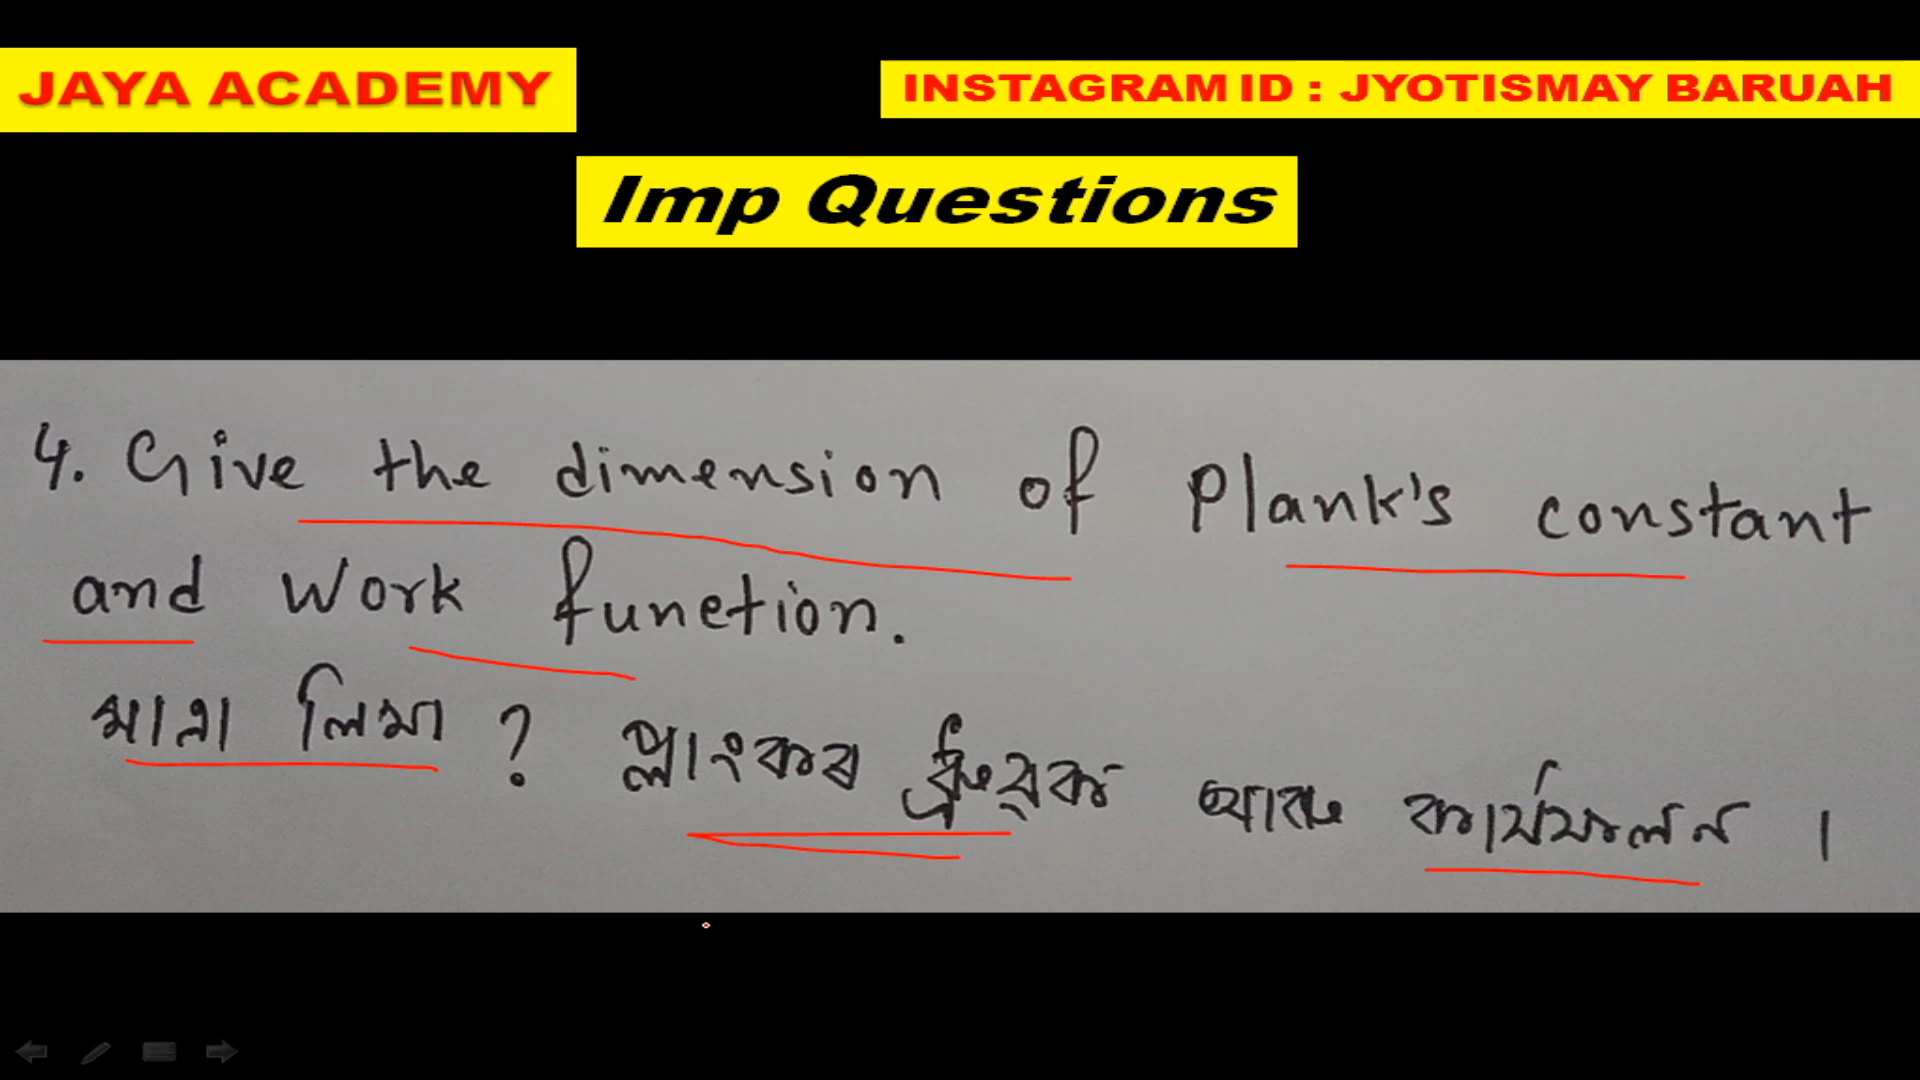 JAYA ACADEMY
INSTAGRAM ID : JYOTISMAY BARUAH
Imp Questions
4. Give the dimension of Plank's constant
and Work function.
মাত্ৰা লিখা ? প্লাংকৰ ধ্ৰুৱক আৰু কাৰ্যফলন ।